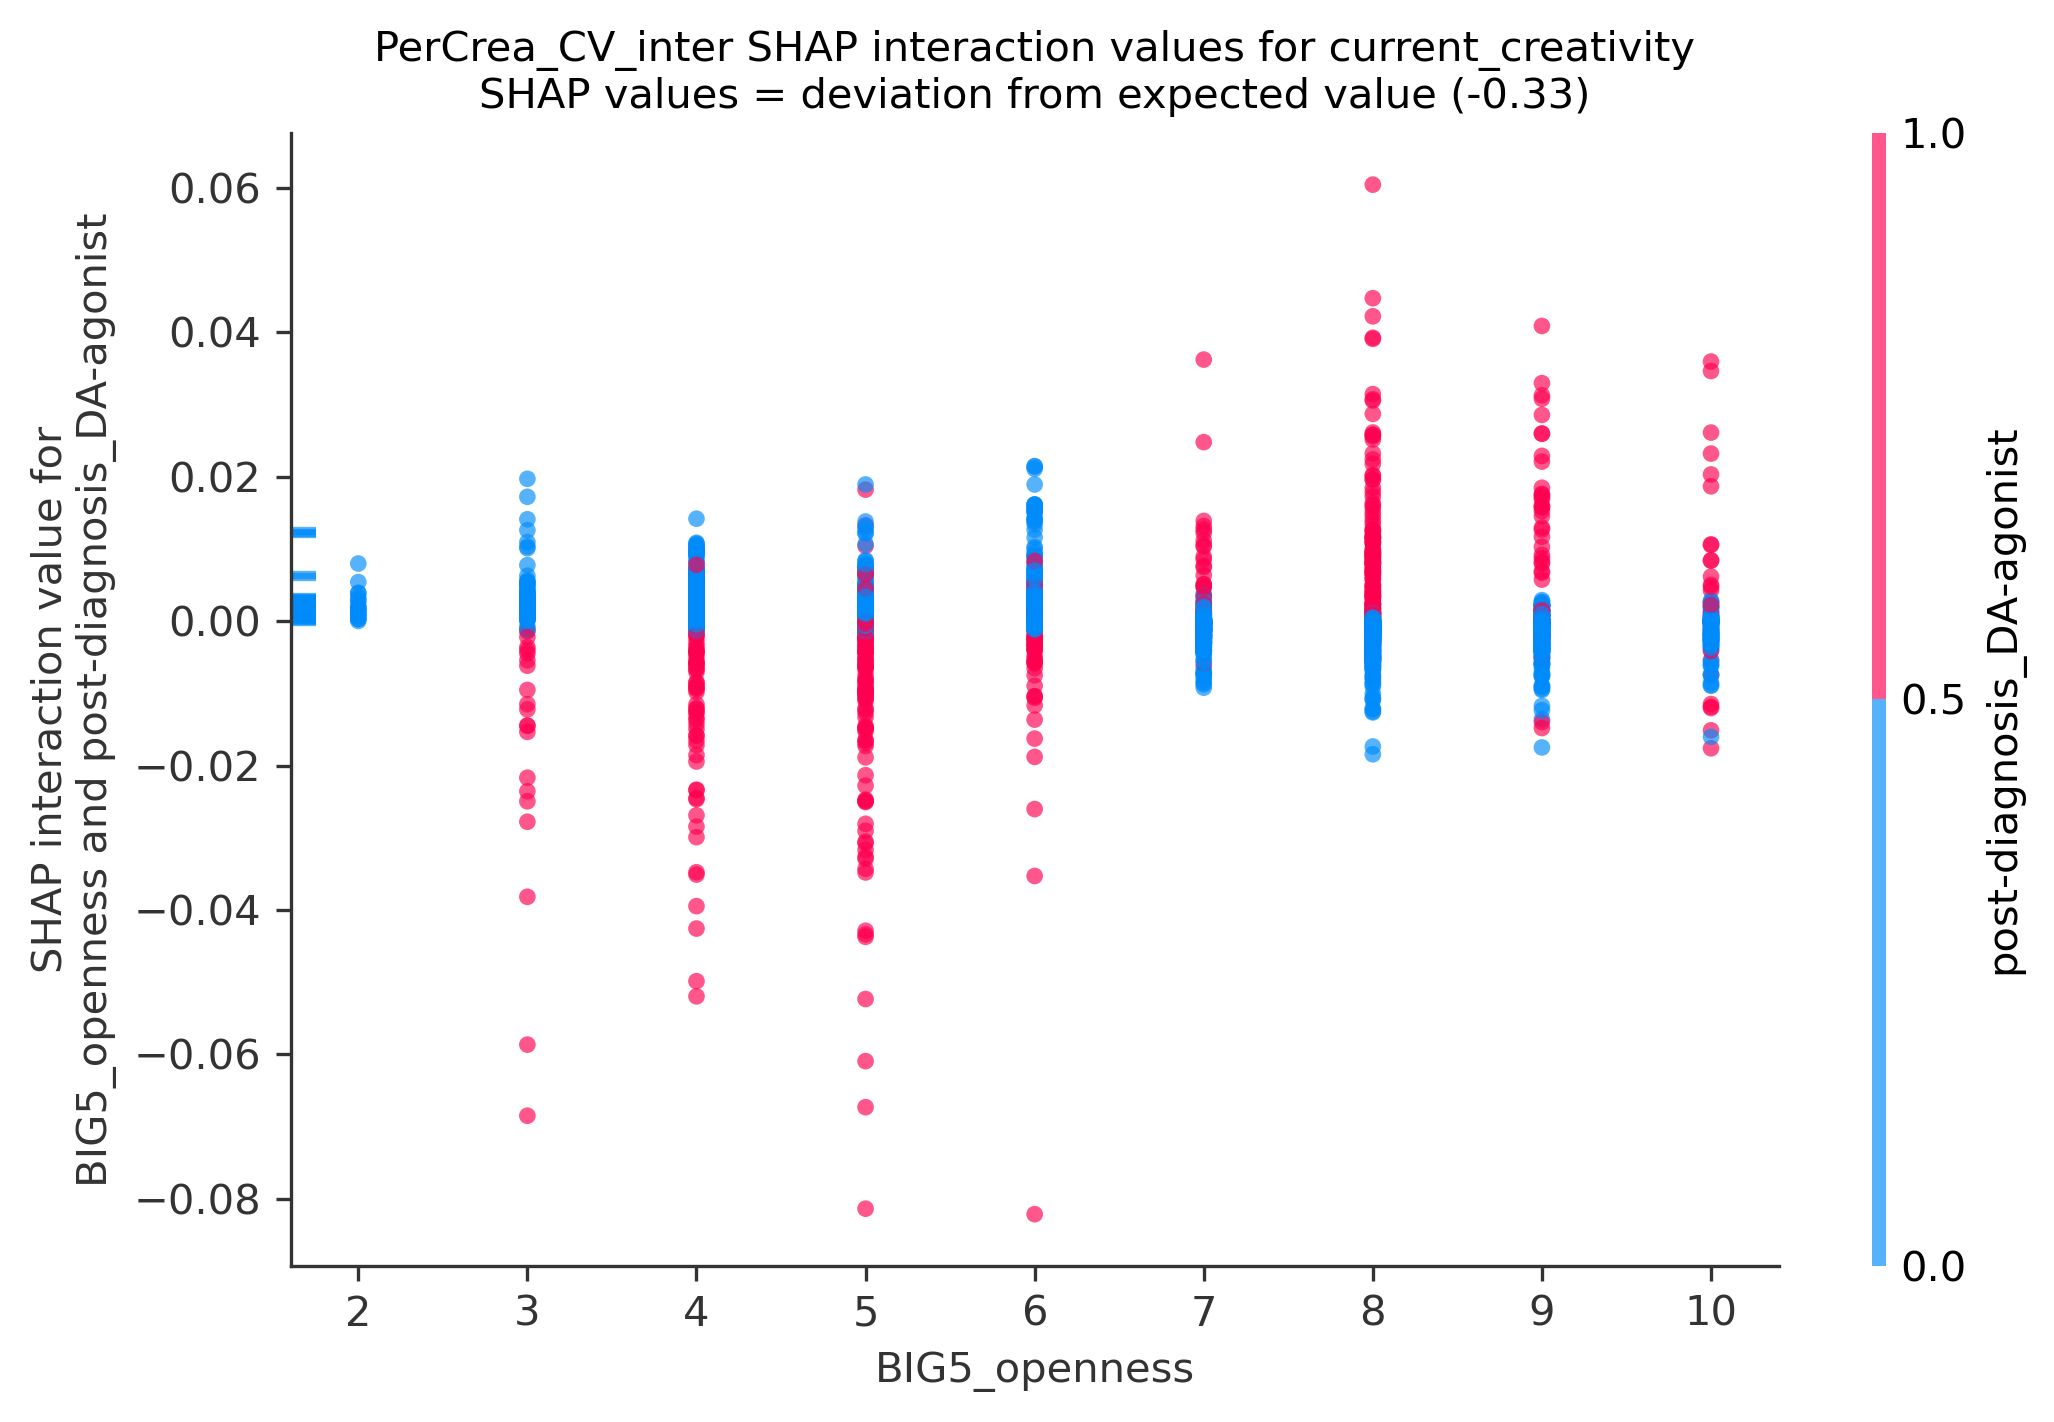 PerCrea_CV_inter SHAP interaction values for current_creativity
SHAP values = deviation from expected value (-0.33)
SHAP interaction value for
BIG5_openness and post-diagnosis_DA-agonist
0.06
0.04
0.02
0.00
−0.02
−0.04
−0.06
−0.08
2 3 4 5 6 7 8 9 10
BIG5_openness
1.0
0.5
0.0
post-diagnosis_DA-agonist